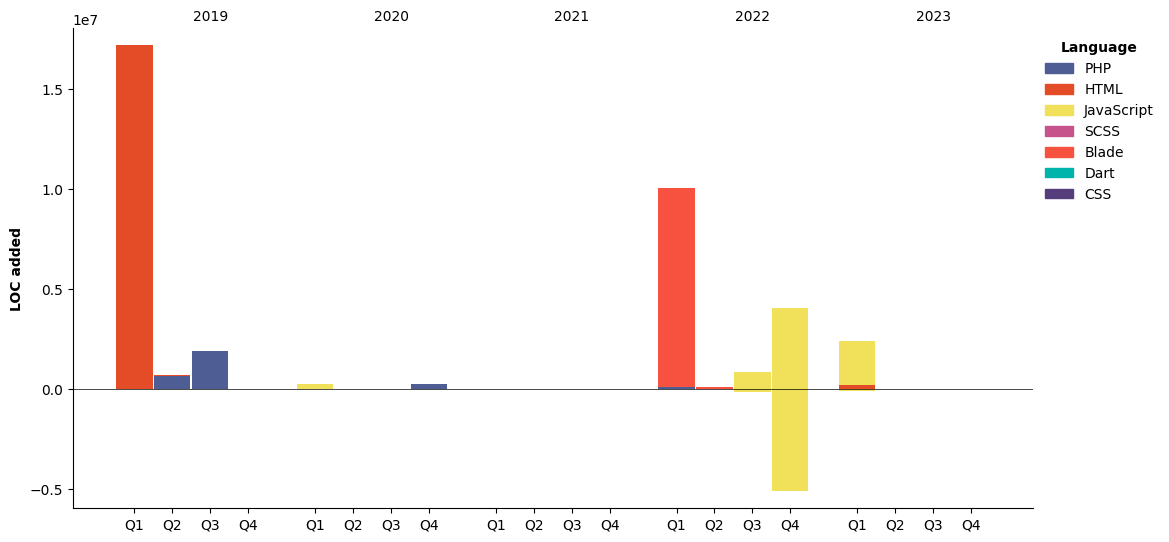 1e7
2019 2020 2021 2022 2023
Language
PHP
HTML
JavaScript
SCSS
Blade
Dart
CSS
LOC added
1.5
1.0
0.5
0.0
−0.5
Q1 Q2 Q3 Q4 Q1 Q2 Q3 Q4 Q1 Q2 Q3 Q4 Q1 Q2 Q3 Q4 Q1 Q2 Q3 Q4